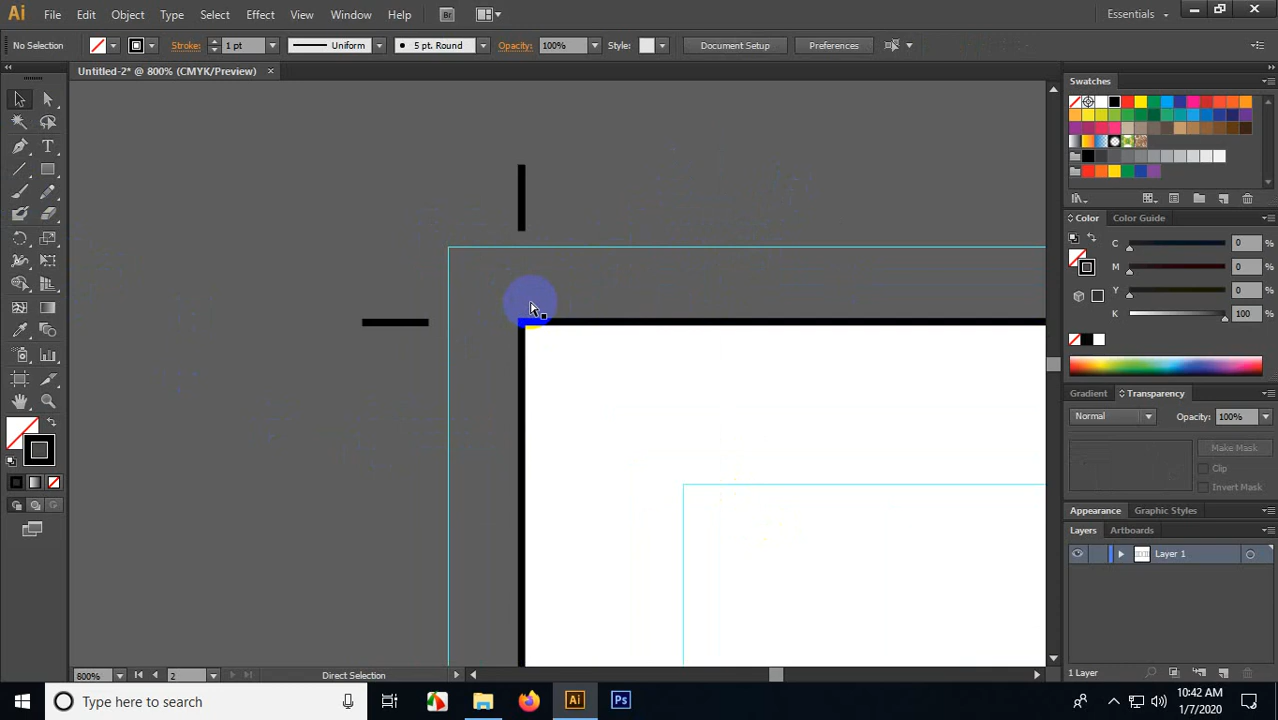 Ai File Edit Object Type Select Effect View Window Help Br Essentials
No Selection Stroke: 1 pt Uniform 5 pt. Round Opacity: 100% Style: Document Setup Preferences
Untitled-2* @ 800% (CMYK/Preview)
Swatches
Color Color Guide
C 0 %
M 0 %
Y 0 %
K 100 %
Gradient Transparency
Normal Opacity: 100%
Make Mask
Clip
Invert Mask
Appearance Graphic Styles
Layers Artboards
Layer 1
1 Layer
800% 2 Direct Selection
Type here to search Ai Ps 10:42 AM
1/7/2020